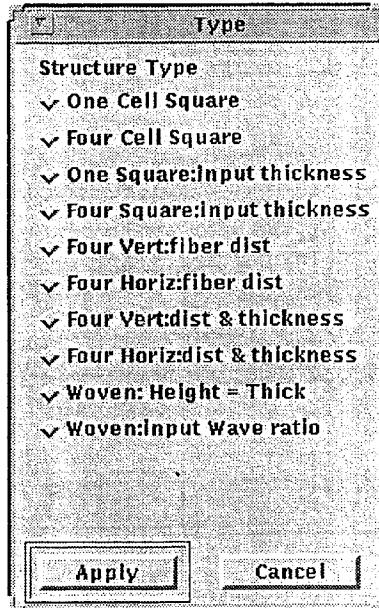 Type
Structure Type
One Cell Square
Four Cell Square
One Square:Input thickness
Four Square:Input thickness
Four Vert:fiber dist
Four Horiz:fiber dist
Four Vert:dist & thickness
Four Horiz:dist & thickness
Woven: Height = Thick
Woven:Input Wave ratio
Apply Cancel